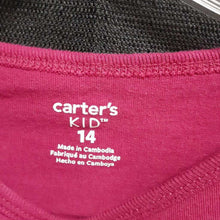 carter's
KID™
14
Made in Cambodia
Fabriqué au Cambodge
Hecho en Camboya